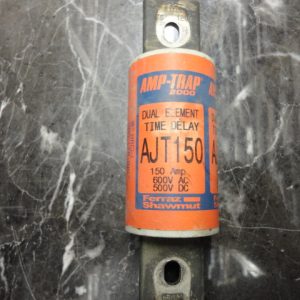 AMP-TRAP®
2000
DUAL ELEMENT
TIME DELAY
AJT150
150 Amp.
600V AC
500V DC
Ferraz
Shawmut